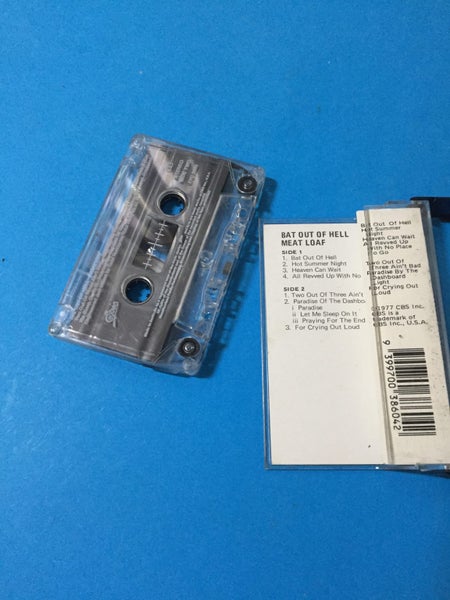 BAT OUT OF HELL
MEAT LOAF
SIDE 1
1. Bat Out Of Hell
2. Hot Summer Night
3. Heaven Can Wait
4. All Revved Up With No
SIDE 2
1. Two Out Of Three Ain't
2. Paradise Of The Dashbo
i Paradise
ii Let Me Sleep On It
iii Praying For The End
3. For Crying Out Loud
Bat Out Of Hell
Hot Summer
Night
Heaven Can Wait
All Revved Up
With No Place
To Go
Two Out Of
Three Ain't Bad
Paradise By The
Dashboard
Light
For Crying Out
Loud
©1977 CBS Inc.
CBS is a
trademark of
CBS Inc., U.S.A.
9 399700 386042